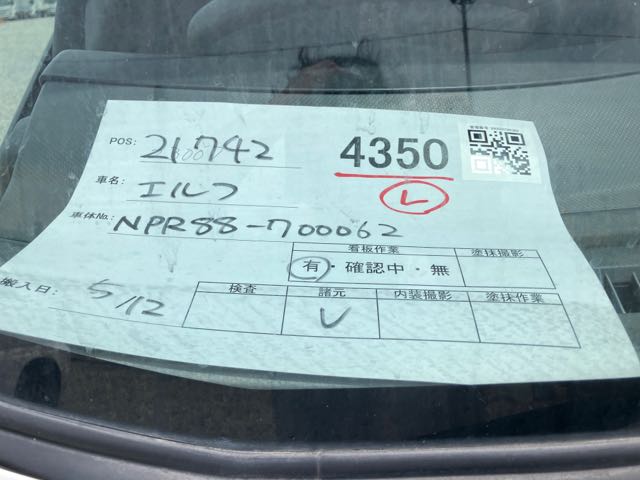 POS: 21742
4350
車名: エルフ
レ
車体No: NPR88-700062
看板作業 塗抹撮影
有・確認中・無
搬入日: 5/12
検査 諸元 内装撮影 塗抹作業
レ